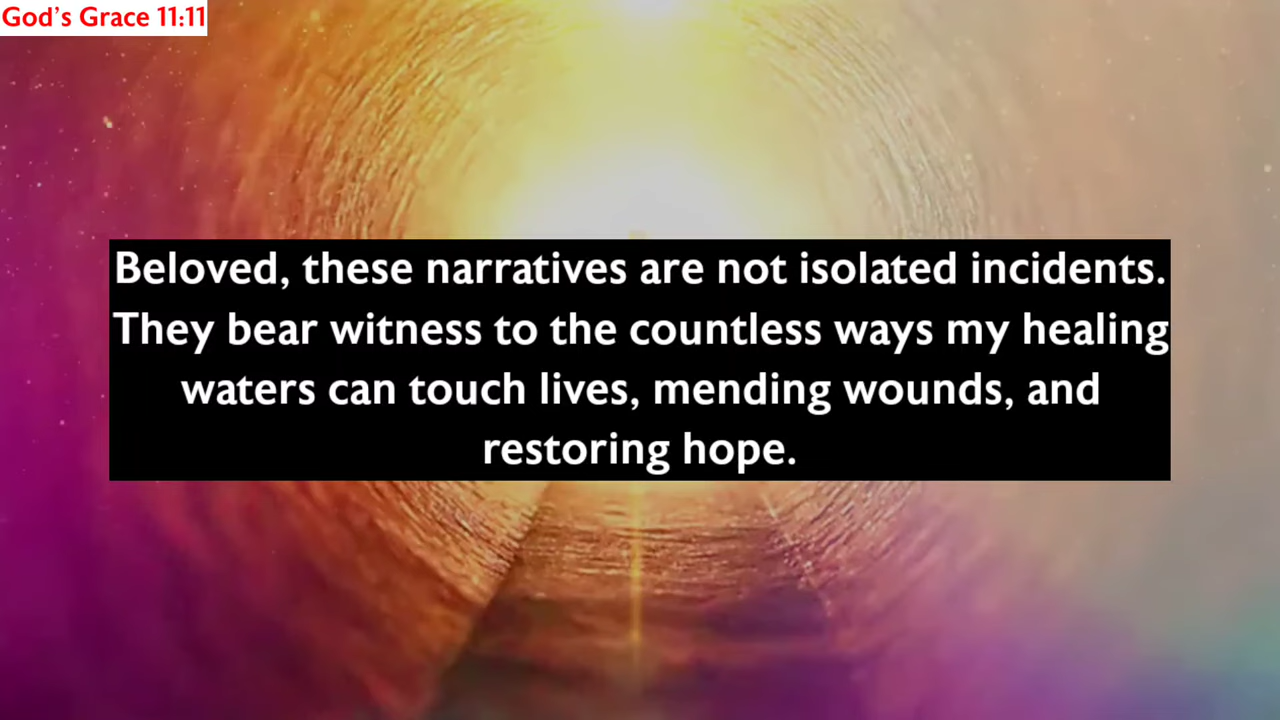 God's Grace 11:11
Beloved, these narratives are not isolated incidents.
They bear witness to the countless ways my healing
waters can touch lives, mending wounds, and
restoring hope.